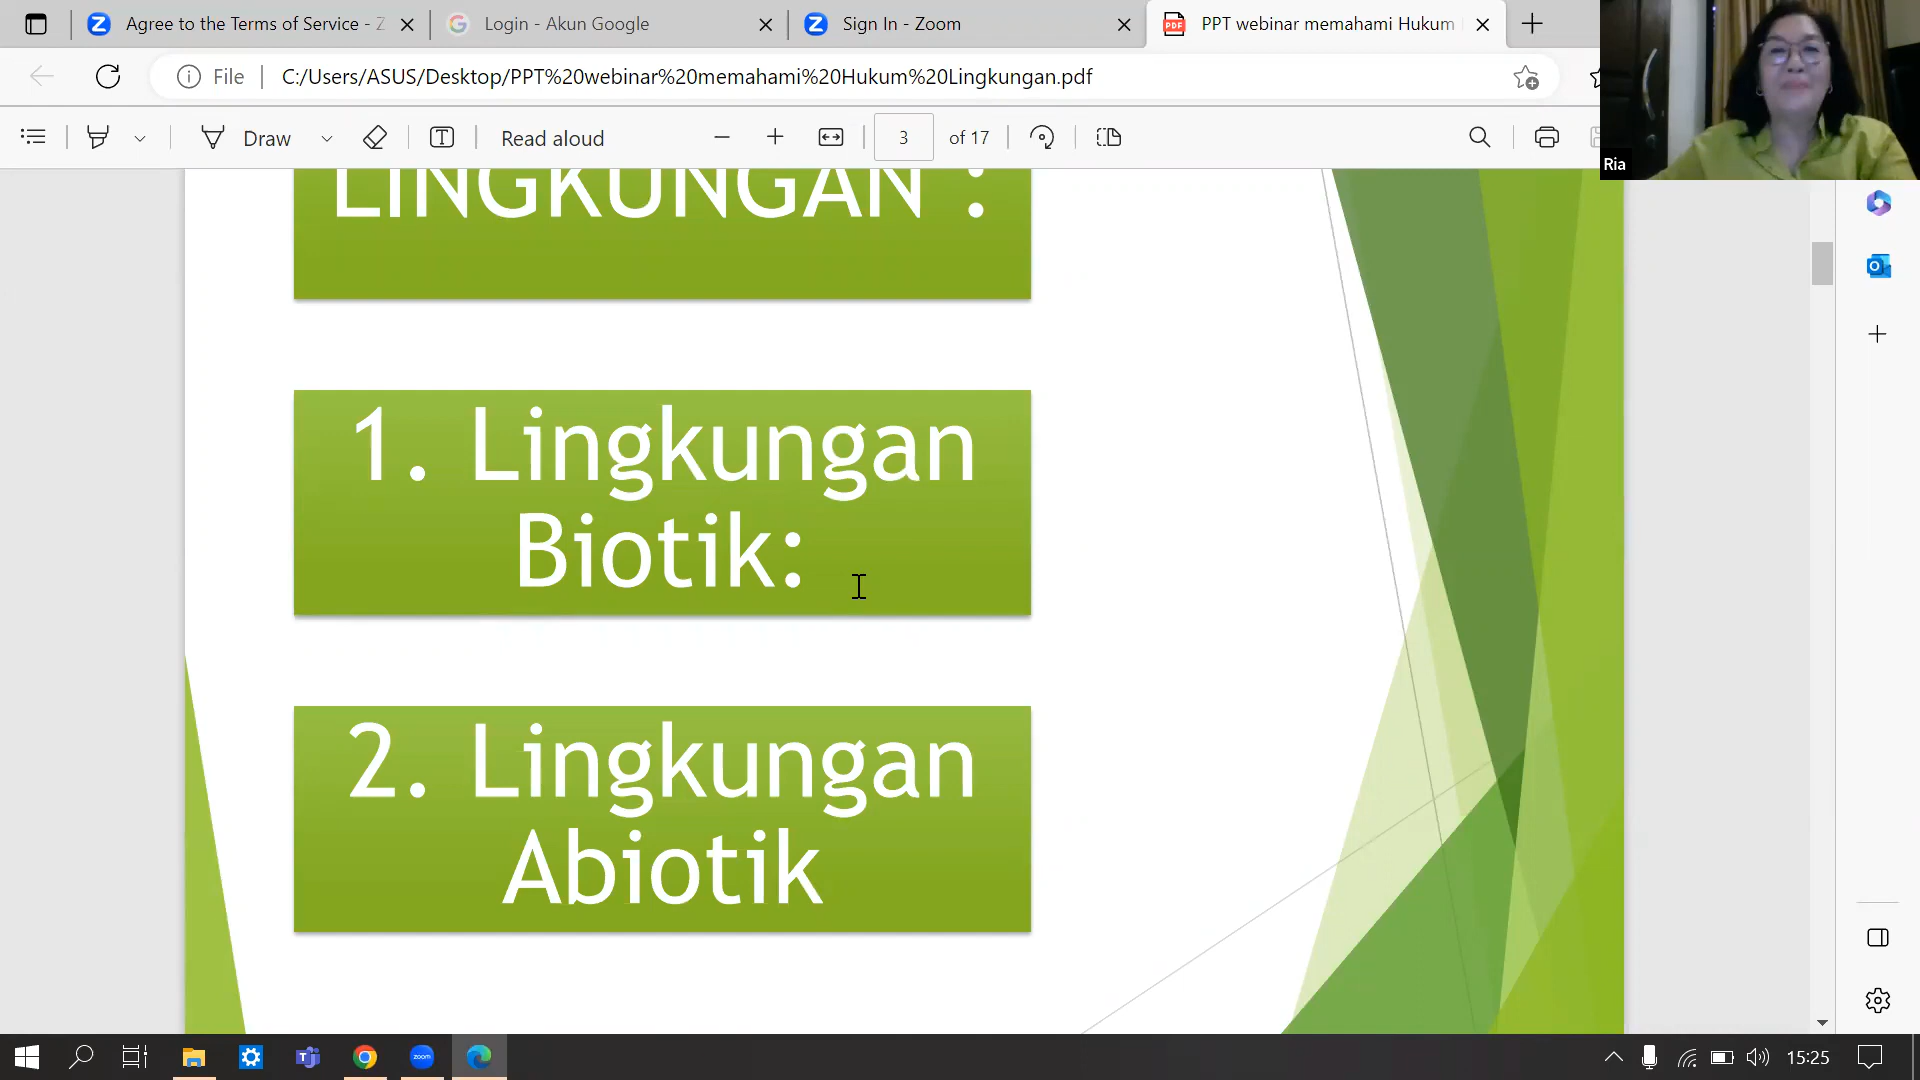 Agree to the Terms of Service - Z
Login - Akun Google
Sign In - Zoom
PPT webinar memahami Hukum
File
C:/Users/ASUS/Desktop/PPT%20webinar%20memahami%20Hukum%20Lingkungan.pdf
Draw
Read aloud
3
of 17
Ria
LINGKUNGAN :
1. Lingkungan
Biotik:
2. Lingkungan
Abiotik
zoom
15:25